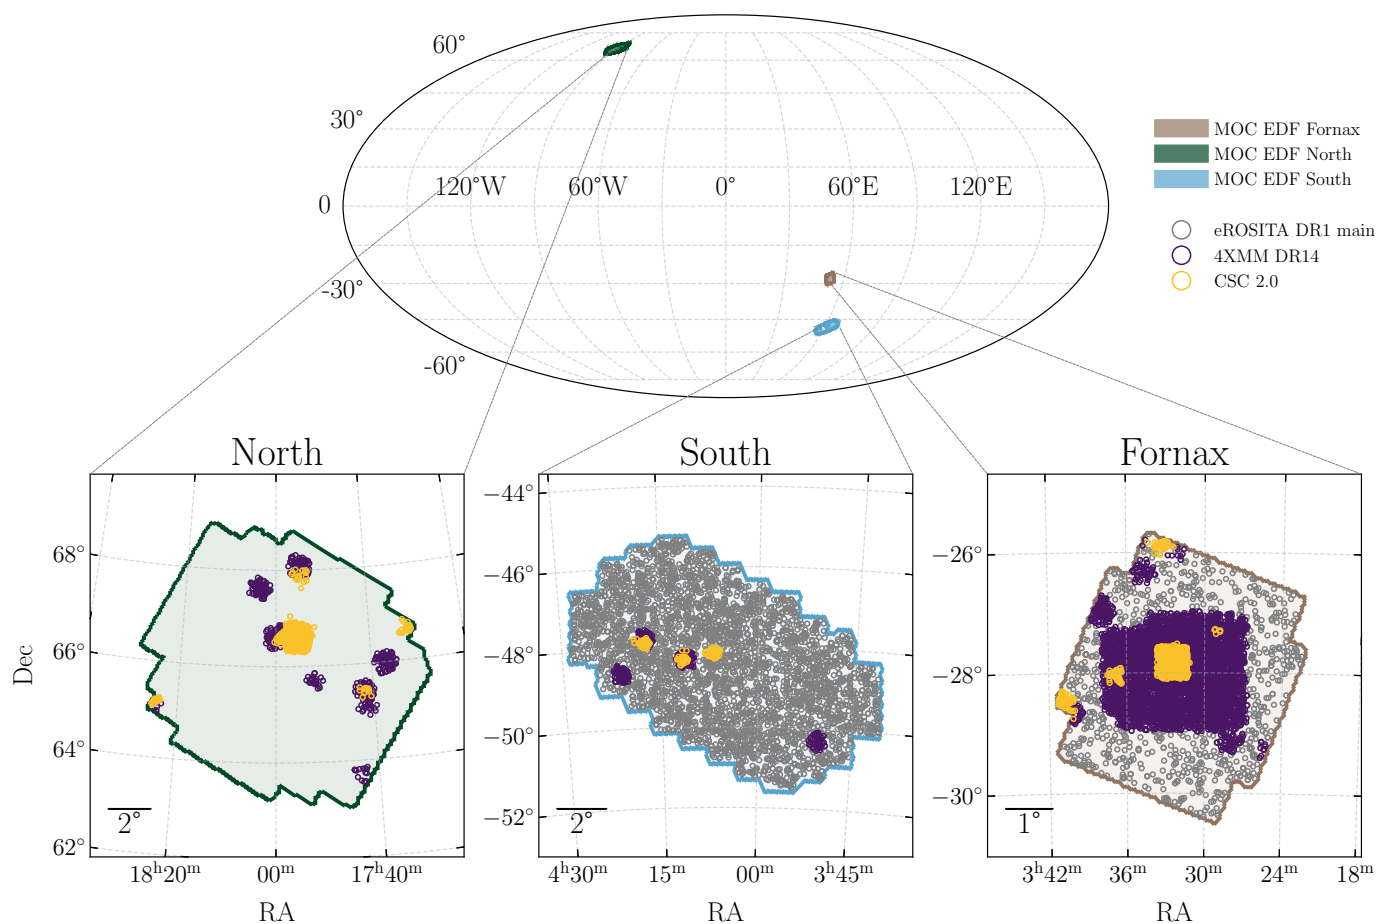 60°
30°
120°W 60°W 0° 60°E 120°E
0
-30°
-60°
MOC EDF Fornax
MOC EDF North
MOC EDF South
eROSITA DR1 main
4XMM DR14
CSC 2.0
North
68°
66°
64°
62°
Dec
2°
18ʰ20ᵐ 00ᵐ 17ʰ40ᵐ
RA
South
−44°
−46°
−48°
−50°
−52°
2°
4ʰ30ᵐ 15ᵐ 00ᵐ 3ʰ45ᵐ
RA
Fornax
−26°
−28°
−30°
1°
3ʰ42ᵐ 36ᵐ 30ᵐ 24ᵐ 18ᵐ
RA